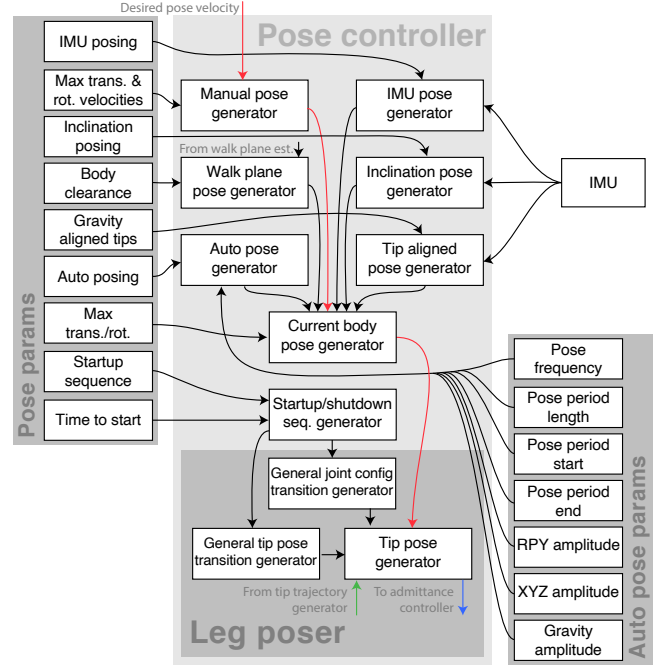 Desired pose velocity
Pose controller
IMU posing
Max trans. &
rot. velocities
Inclination
posing
Body
clearance
Gravity
aligned tips
Auto posing
Max
trans./rot.
Startup
sequence
Time to start
Pose params
Manual pose
generator
IMU pose
generator
From walk plane est.
Walk plane
pose generator
Inclination pose
generator
Auto pose
generator
Tip aligned
pose generator
IMU
Current body
pose generator
Startup/shutdown
seq. generator
General joint config
transition generator
General tip pose
transition generator
Tip pose
generator
From tip trajectory
generator
To admittance
controller
Leg poser
Pose
frequency
Pose period
length
Pose period
start
Pose period
end
RPY amplitude
XYZ amplitude
Gravity
amplitude
Auto pose params